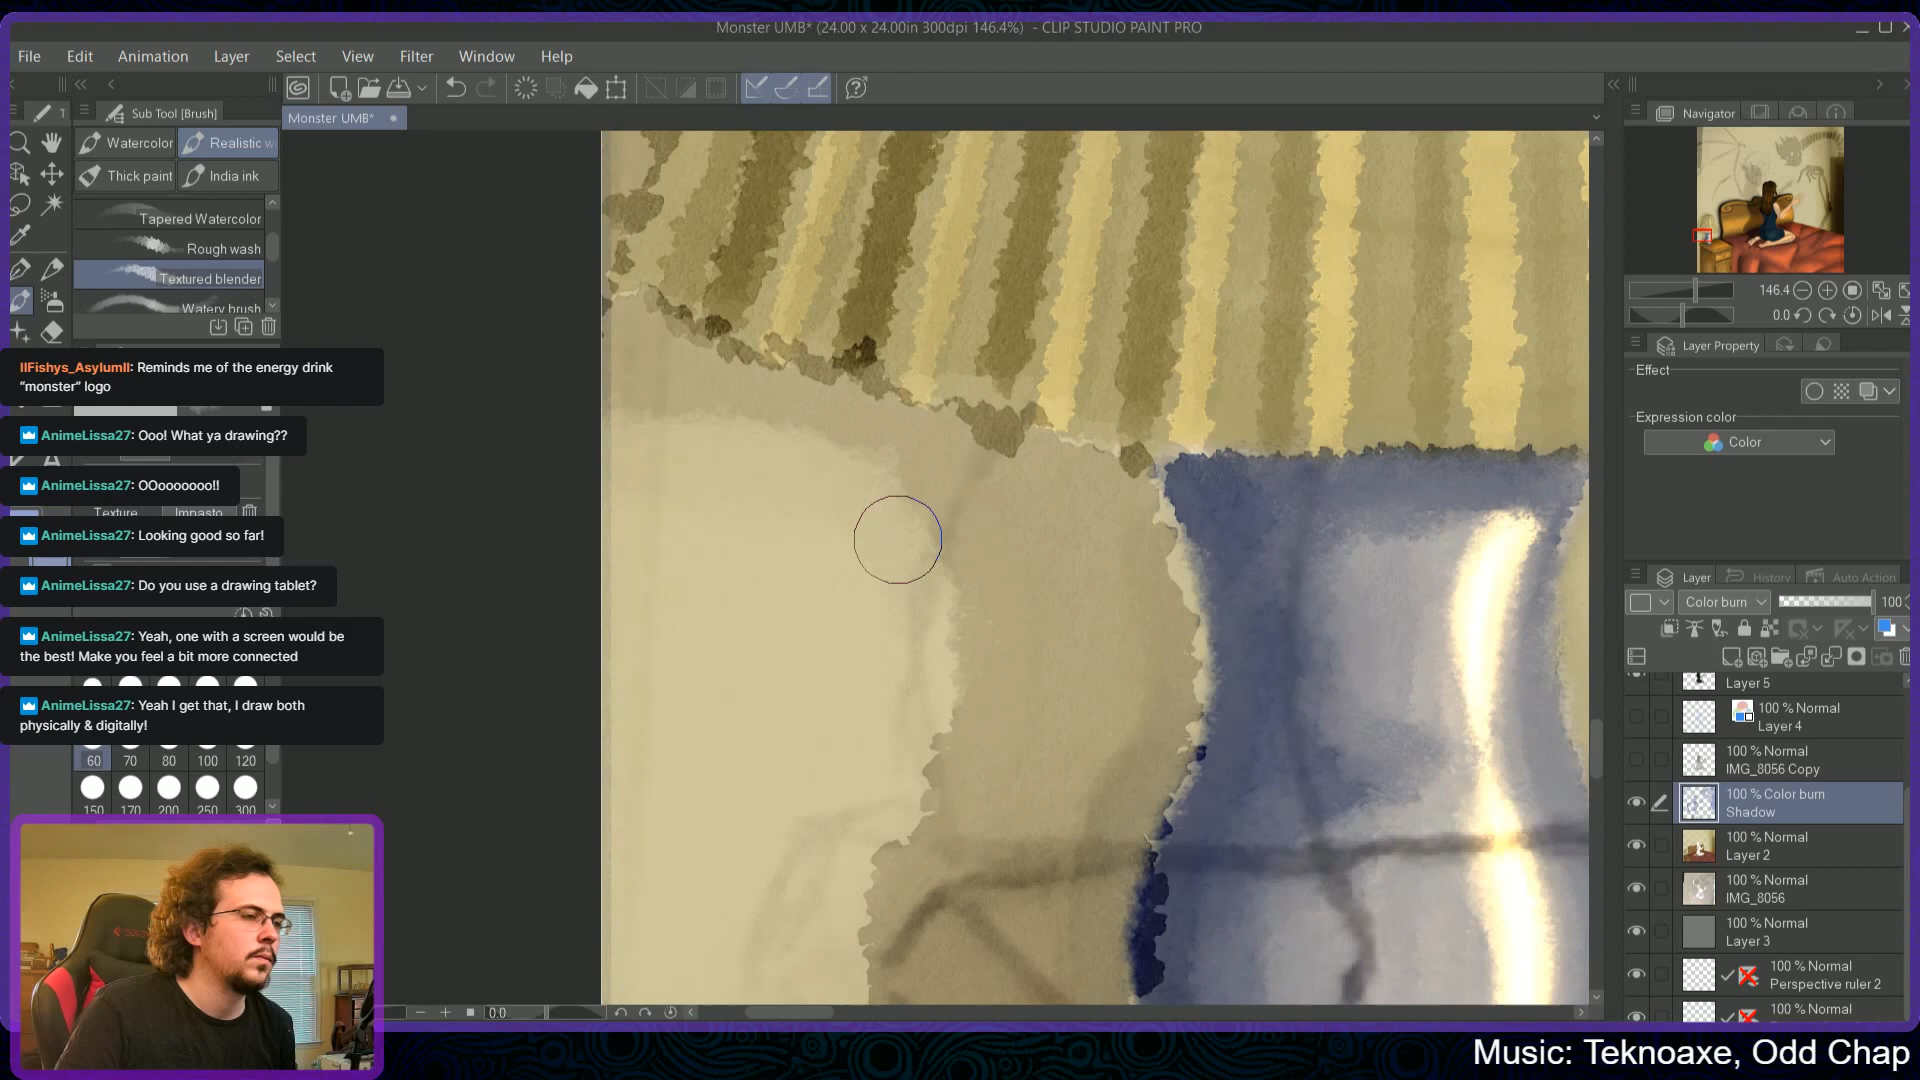 Monster UMB* (24.00 x 24.00in 300dpi 146.4%) - CLIP STUDIO PAINT PRO
File Edit Animation Layer Select View Filter Window Help
Sub Tool [Brush]
Monster UMB*
Navigator
Watercolor
Realistic w
Thick paint
India ink
Tapered Watercolor
Rough wash
Textured blender
Watery brush
146.4
0.0
Layer Property
Effect
Expression color
Color
IIFishys_AsylumII: Reminds me of the energy drink
“monster” logo
AnimeLissa27: Ooo! What ya drawing??
AnimeLissa27: OOooooooo!!
Texture
Impasto
AnimeLissa27: Looking good so far!
AnimeLissa27: Do you use a drawing tablet?
AnimeLissa27: Yeah, one with a screen would be
the best! Make you feel a bit more connected
AnimeLissa27: Yeah I get that, I draw both
physically & digitally!
60 70 80 100 120
150 170 200 250 300
Layer
History
Auto Action
Color burn
100
Layer 5
100 % Normal
Layer 4
100 % Normal
IMG_8056 Copy
100 % Color burn
Shadow
100 % Normal
Layer 2
100 % Normal
IMG_8056
100 % Normal
Layer 3
100 % Normal
Perspective ruler 2
100 % Normal
0.0
Music: Teknoaxe, Odd Chap